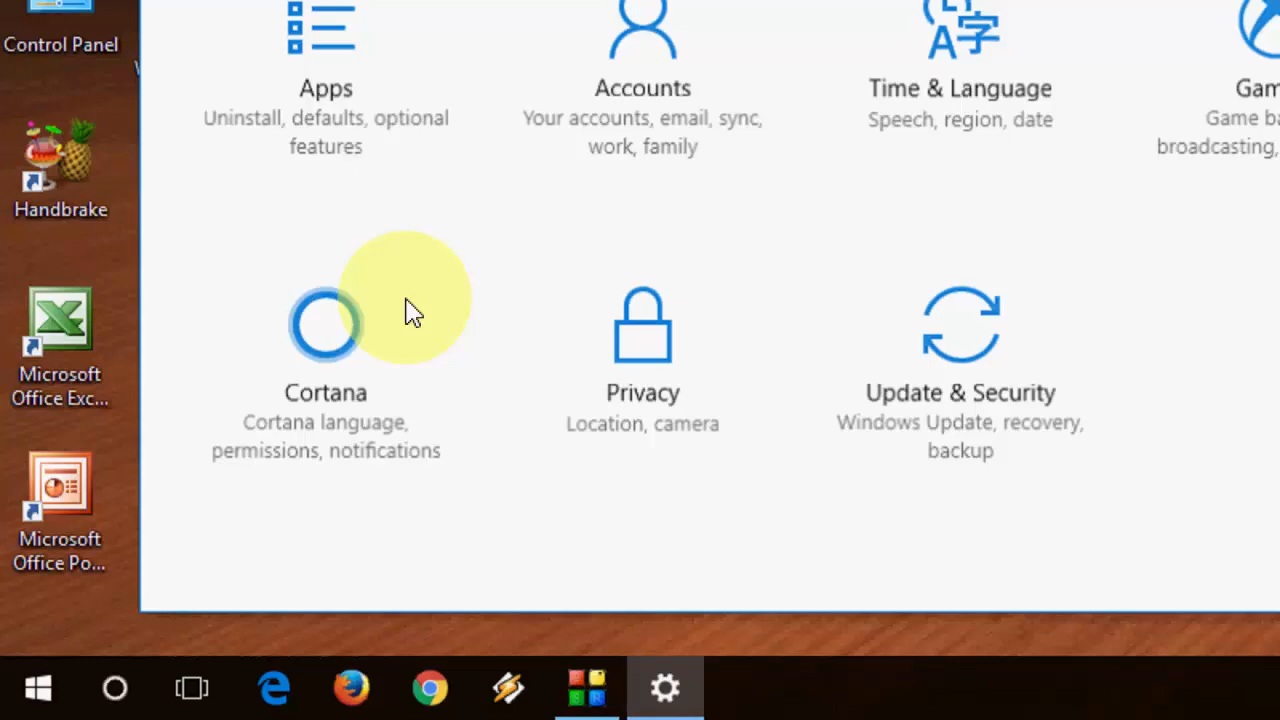 Control Panel
Handbrake
Microsoft
Office Exc...
Microsoft
Office Po...
Apps
Uninstall, defaults, optional
features
Accounts
Your accounts, email, sync,
work, family
Time & Language
Speech, region, date
Gam
Game ba
broadcasting,
Cortana
Cortana language,
permissions, notifications
Privacy
Location, camera
Update & Security
Windows Update, recovery,
backup